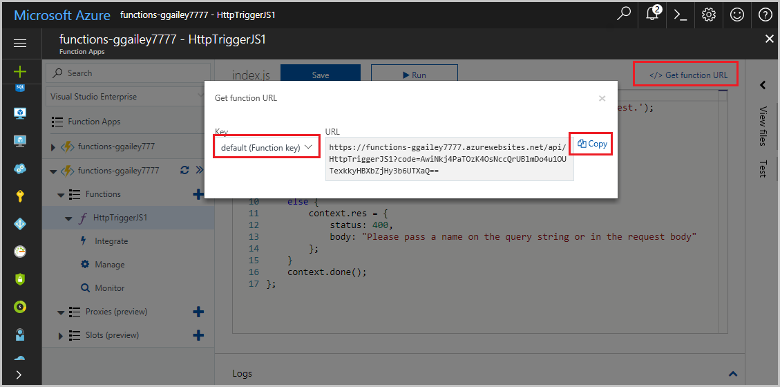 Microsoft Azure functions-ggailey7777 - HttpTriggerJS1
2
functions-ggailey7777 - HttpTriggerJS1
Function Apps
Search
Visual Studio Enterprise
Function Apps
functions-ggailey777
functions-ggailey7777
Functions
HttpTriggerJS1
Integrate
Manage
Monitor
Proxies (preview)
Slots (preview)
index.js
Save
Run
</> Get function URL
Get function URL
Key
default (Function key)
URL
https://functions-ggailey7777.azurewebsites.net/api/
HttpTriggerJS1?code=AwiNkj4PaTOzK4OsNccQrUBlmDo4u1OU
TexkkyHBXbZjHy3b6UTXaQ==
Copy
est.');
10 else {
11 context.res = {
12 status: 400,
13 body: "Please pass a name on the query string or in the request body"
14 };
15 }
16 context.done();
17 };
Logs
View files
Test